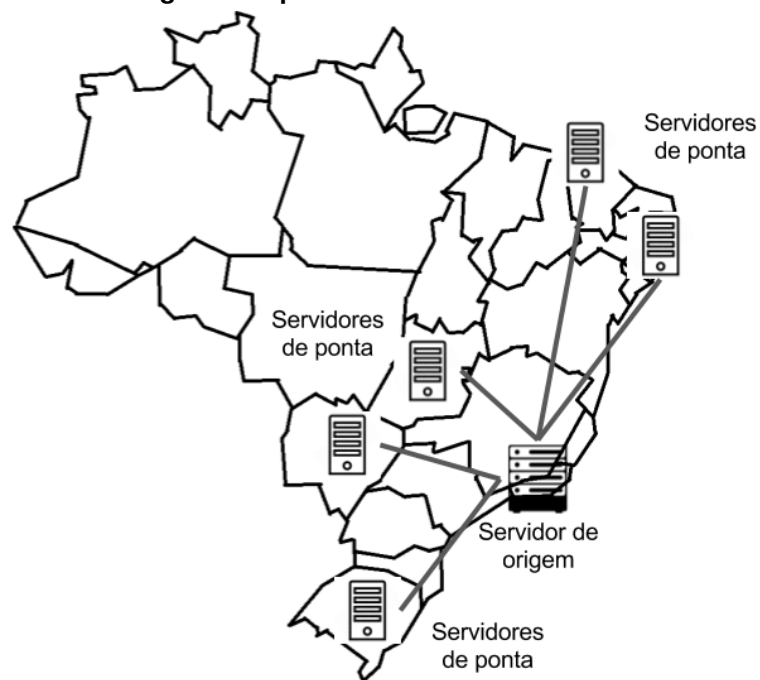 Servidores
de ponta
Servidores
de ponta
Servidor de
origem
Servidores
de ponta